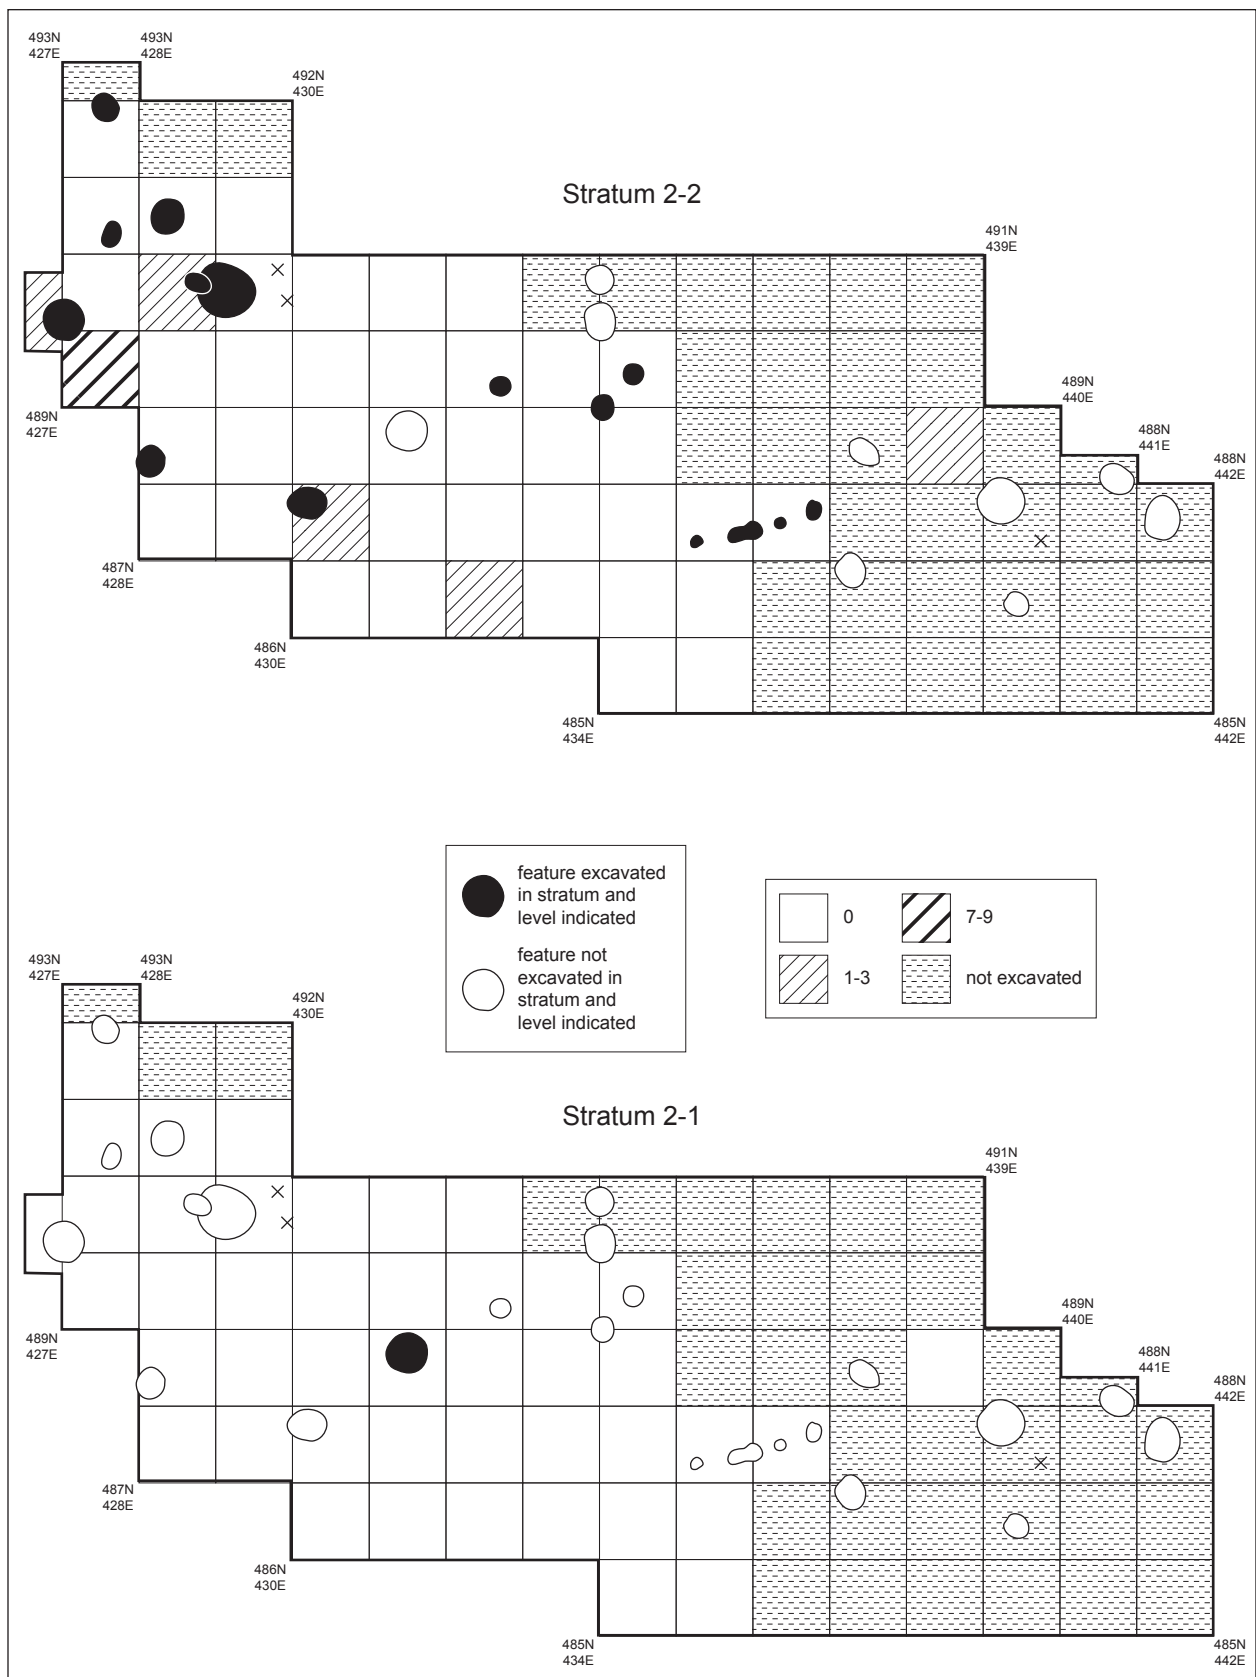 493N
427E
493N
428E
492N
430E
Stratum 2-2
491N
439E
489N
440E
488N
441E
488N
442E
489N
427E
487N
428E
486N
430E
485N
434E
485N
442E
feature excavated
in stratum and
level indicated
feature not
excavated in
stratum and
level indicated
0
7-9
1-3
not excavated
493N
427E
493N
428E
492N
430E
Stratum 2-1
491N
439E
489N
440E
488N
441E
488N
442E
489N
427E
487N
428E
486N
430E
485N
434E
485N
442E